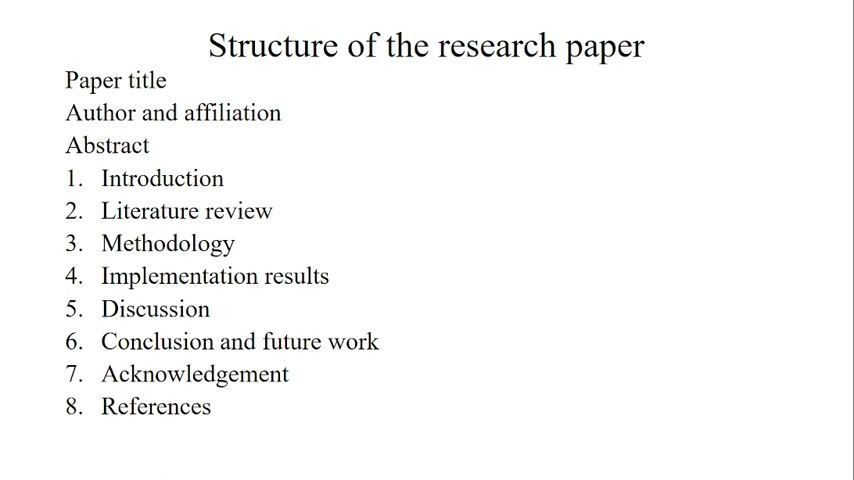 Structure of the research paper
Paper title
Author and affiliation
Abstract
1. Introduction
2. Literature review
3. Methodology
4. Implementation results
5. Discussion
6. Conclusion and future work
7. Acknowledgement
8. References